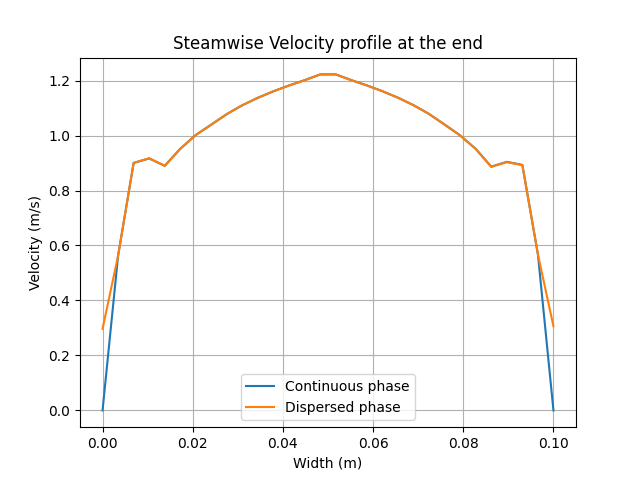 Steamwise Velocity profile at the end
Velocity (m/s)
1.2
1.0
0.8
0.6
0.4
0.2
0.0
Continuous phase
Dispersed phase
0.00 0.02 0.04 0.06 0.08 0.10
Width (m)